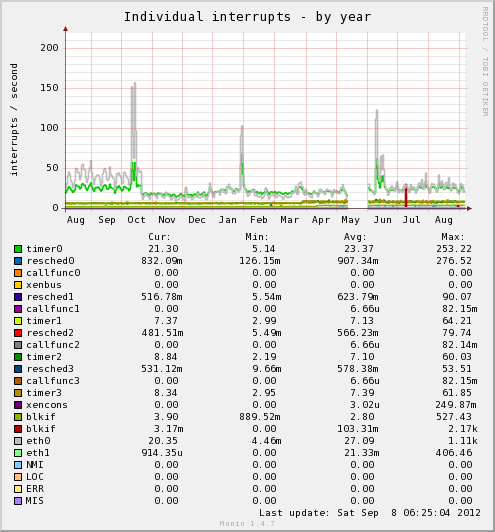 Individual interrupts - by year
RRDTOOL / TOBI OETIKER
interrupts / second
200
150
100
50
0
Aug Sep Oct Nov Dec Jan Feb Mar Apr May Jun Jul Aug
Cur: Min: Avg: Max:
timer0 21.30 5.14 23.37 253.22
resched0 832.09m 126.15m 907.34m 276.52
callfunc0 0.00 0.00 0.00 0.00
xenbus 0.00 0.00 0.00 0.00
resched1 516.78m 5.54m 623.79m 90.07
callfunc1 0.00 0.00 6.66u 82.15m
timer1 7.37 2.99 7.13 64.21
resched2 481.51m 5.49m 566.23m 79.74
callfunc2 0.00 0.00 6.66u 82.14m
timer2 8.84 2.19 7.10 60.03
resched3 531.12m 9.66m 578.38m 53.51
callfunc3 0.00 0.00 6.66u 82.15m
timer3 8.34 2.95 7.39 61.85
xencons 0.00 0.00 3.02u 249.87m
blkif 3.90 889.52m 2.80 527.43
blkif 3.17m 0.00 103.31m 2.17k
eth0 20.35 4.46m 27.09 1.11k
eth1 914.35u 0.00 21.33m 406.46
NMI 0.00 0.00 0.00 0.00
LOC 0.00 0.00 0.00 0.00
ERR 0.00 0.00 0.00 0.00
MIS 0.00 0.00 0.00 0.00
Last update: Sat Sep 8 06:25:04 2012
Munin 1.4.7